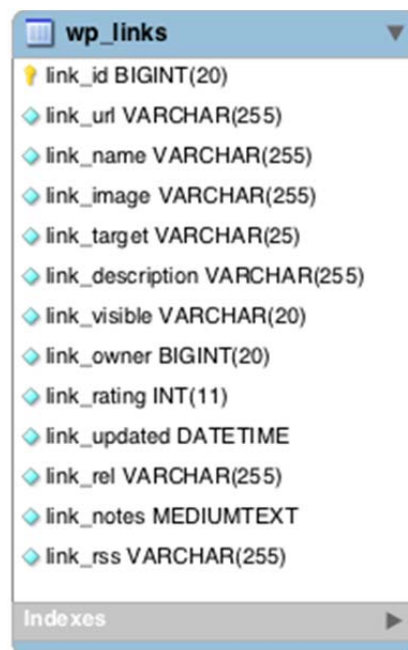 wp_links
link_id BIGINT(20)
link_url VARCHAR(255)
link_name VARCHAR(255)
link_image VARCHAR(255)
link_target VARCHAR(25)
link_description VARCHAR(255)
link_visible VARCHAR(20)
link_owner BIGINT(20)
link_rating INT(11)
link_updated DATETIME
link_rel VARCHAR(255)
link_notes MEDIUMTEXT
link_rss VARCHAR(255)
Indexes